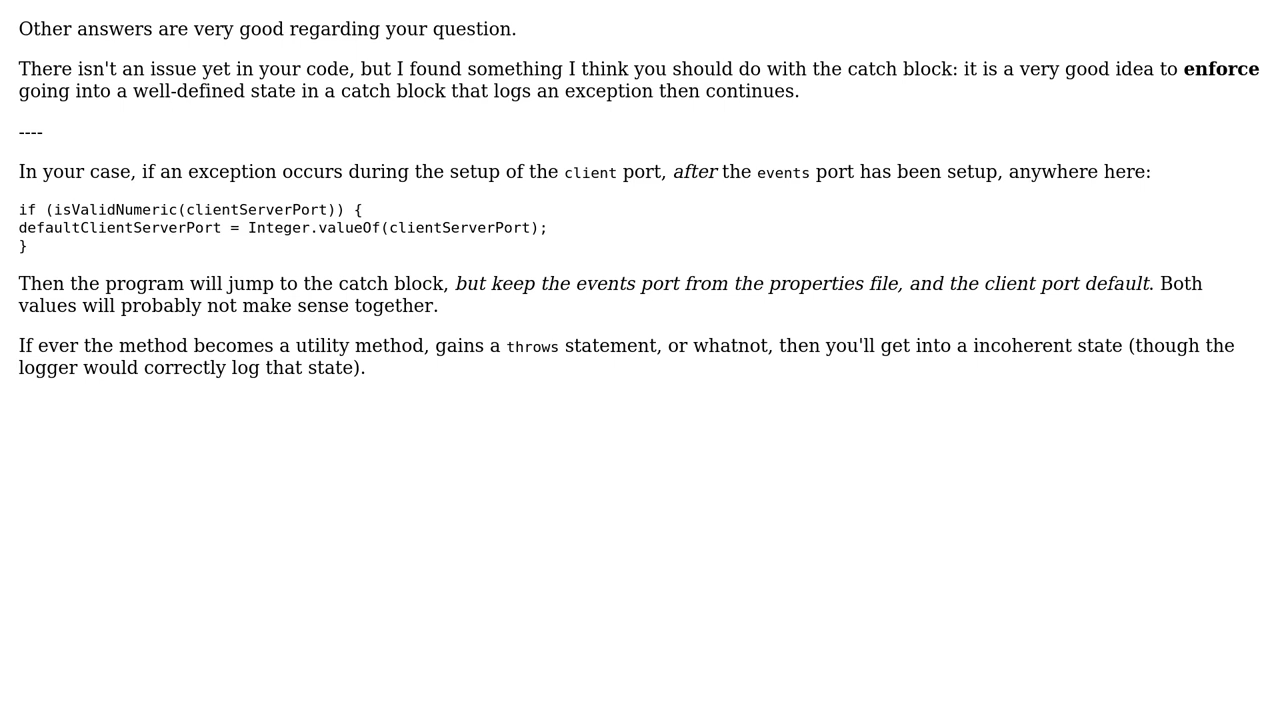 Other answers are very good regarding your question.
There isn't an issue yet in your code, but I found something I think you should do with the catch block: it is a very good idea to enforce
going into a well-defined state in a catch block that logs an exception then continues.
----
In your case, if an exception occurs during the setup of the client port, after the events port has been setup, anywhere here:
if (isValidNumeric(clientServerPort)) {
defaultClientServerPort = Integer.valueOf(clientServerPort);
}
Then the program will jump to the catch block, but keep the events port from the properties file, and the client port default. Both
values will probably not make sense together.
If ever the method becomes a utility method, gains a throws statement, or whatnot, then you'll get into a incoherent state (though the
logger would correctly log that state).